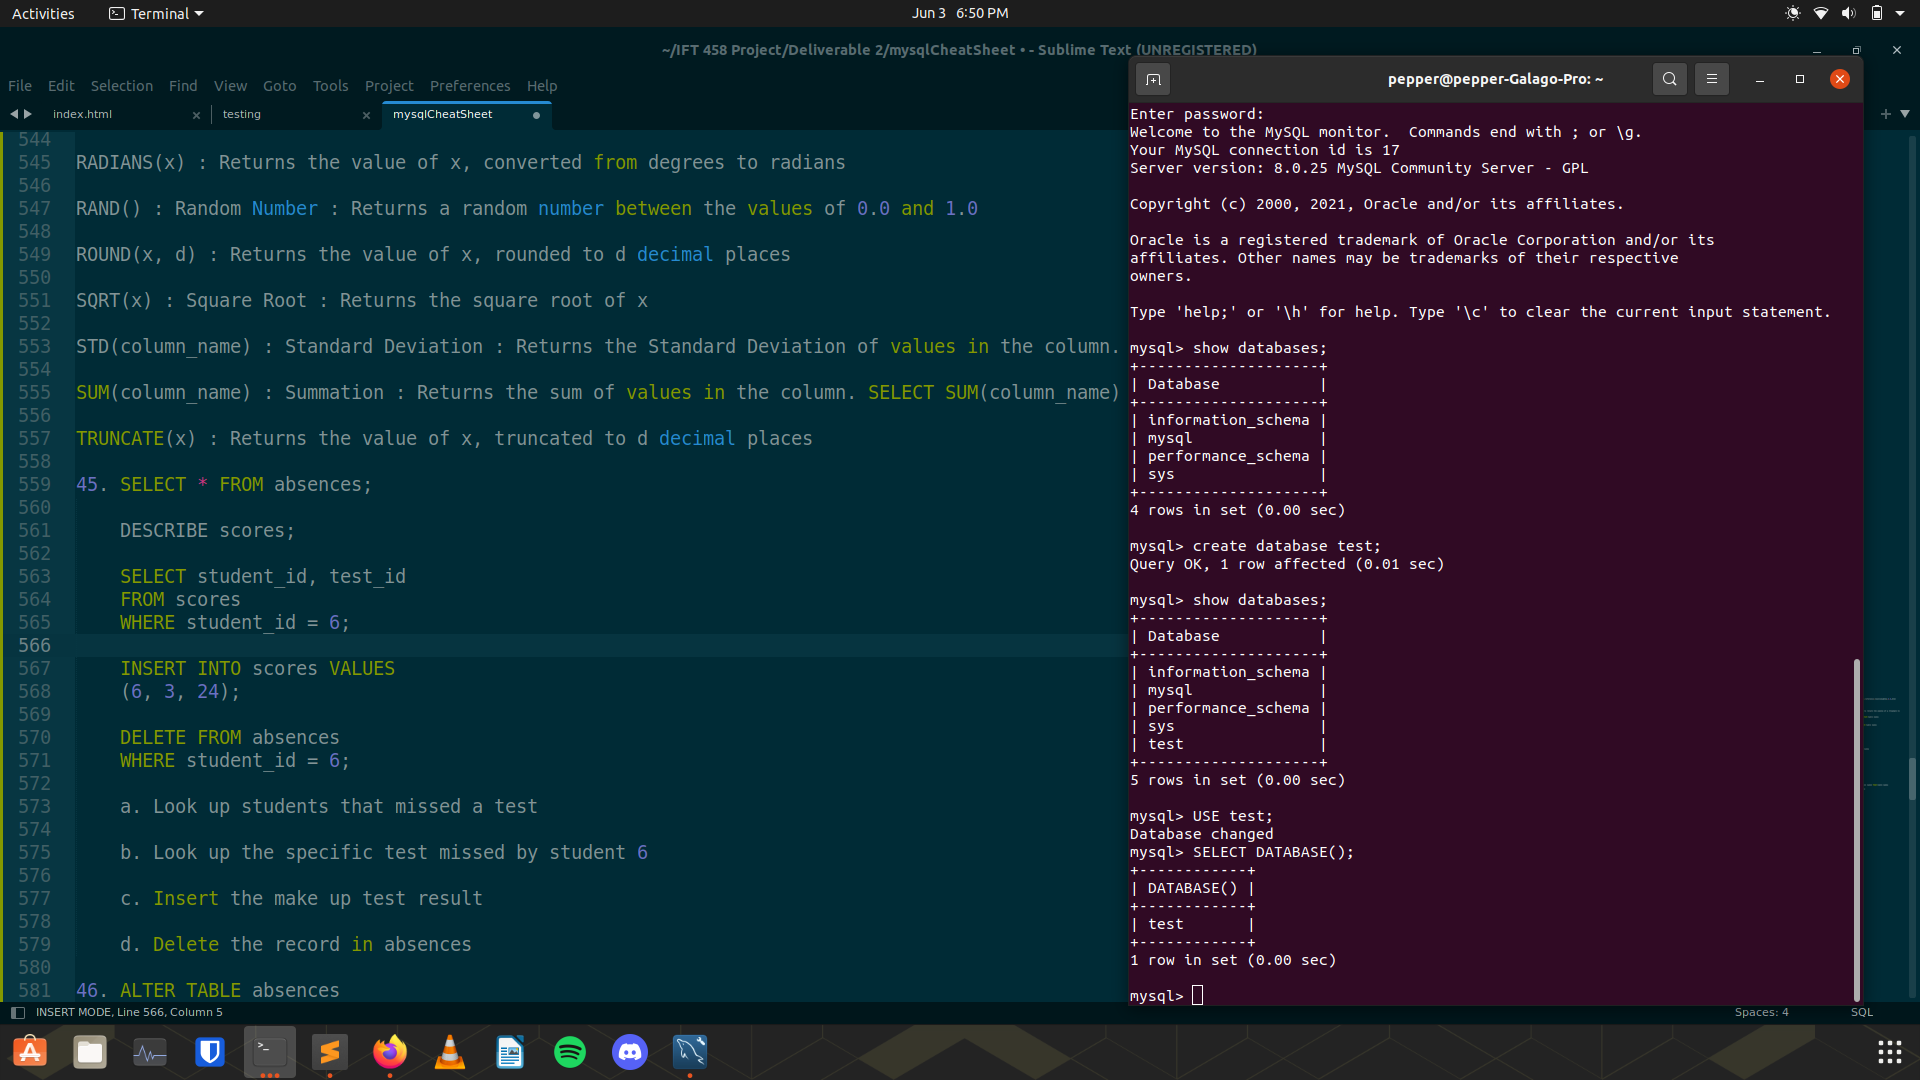 Activities
Terminal
Jun 3 6:50 PM
~/IFT 458 Project/Deliverable 2/mysqlCheatSheet • - Sublime Text (UNREGISTERED)
File Edit Selection Find View Goto Tools Project Preferences Help
index.html
testing
mysqlCheatSheet
544
545 RADIANS(x) : Returns the value of x, converted from degrees to radians
546
547 RAND() : Random Number : Returns a random number between the values of 0.0 and 1.0
548
549 ROUND(x, d) : Returns the value of x, rounded to d decimal places
550
551 SQRT(x) : Square Root : Returns the square root of x
552
553 STD(column_name) : Standard Deviation : Returns the Standard Deviation of values in the column.
554
555 SUM(column_name) : Summation : Returns the sum of values in the column. SELECT SUM(column_name)
556
557 TRUNCATE(x) : Returns the value of x, truncated to d decimal places
558
559 45. SELECT * FROM absences;
560
561 DESCRIBE scores;
562
563 SELECT student_id, test_id
564 FROM scores
565 WHERE student_id = 6;
566
567 INSERT INTO scores VALUES
568 (6, 3, 24);
569
570 DELETE FROM absences
571 WHERE student_id = 6;
572
573 a. Look up students that missed a test
574
575 b. Look up the specific test missed by student 6
576
577 c. Insert the make up test result
578
579 d. Delete the record in absences
580
581 46. ALTER TABLE absences
INSERT MODE, Line 566, Column 5
Spaces: 4
SQL
pepper@pepper-Galago-Pro: ~
Enter password:
Welcome to the MySQL monitor.  Commands end with ; or \g.
Your MySQL connection id is 17
Server version: 8.0.25 MySQL Community Server - GPL
Copyright (c) 2000, 2021, Oracle and/or its affiliates.
Oracle is a registered trademark of Oracle Corporation and/or its
affiliates. Other names may be trademarks of their respective
owners.
Type 'help;' or '\h' for help. Type '\c' to clear the current input statement.
mysql> show databases;
+--------------------+
| Database           |
+--------------------+
| information_schema |
| mysql              |
| performance_schema |
| sys                |
+--------------------+
4 rows in set (0.00 sec)
mysql> create database test;
Query OK, 1 row affected (0.01 sec)
mysql> show databases;
+--------------------+
| Database           |
+--------------------+
| information_schema |
| mysql              |
| performance_schema |
| sys                |
| test               |
+--------------------+
5 rows in set (0.00 sec)
mysql> USE test;
Database changed
mysql> SELECT DATABASE();
+------------+
| DATABASE() |
+------------+
| test       |
+------------+
1 row in set (0.00 sec)
mysql>